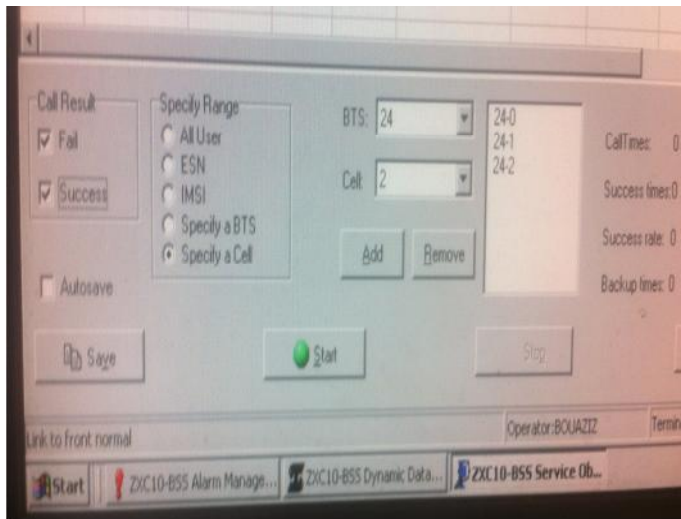 Call Result
Fail
Success
Autosave
Save
Specify Range
All User
ESN
IMSI
Specify a BTS
Specify a Cell
BTS: 24
Cell: 2
Add Remove
24-0
24-1
24-2
CallTimes: 0
Success times:0
Success rate: 0
Backup times: 0
Start
Stop
Link to front normal
Operator:BOUAZIZ
Termin
Start
ZXC10-BSS Alarm Manage...
ZXC10-BSS Dynamic Data...
ZXC10-BSS Service Ob...